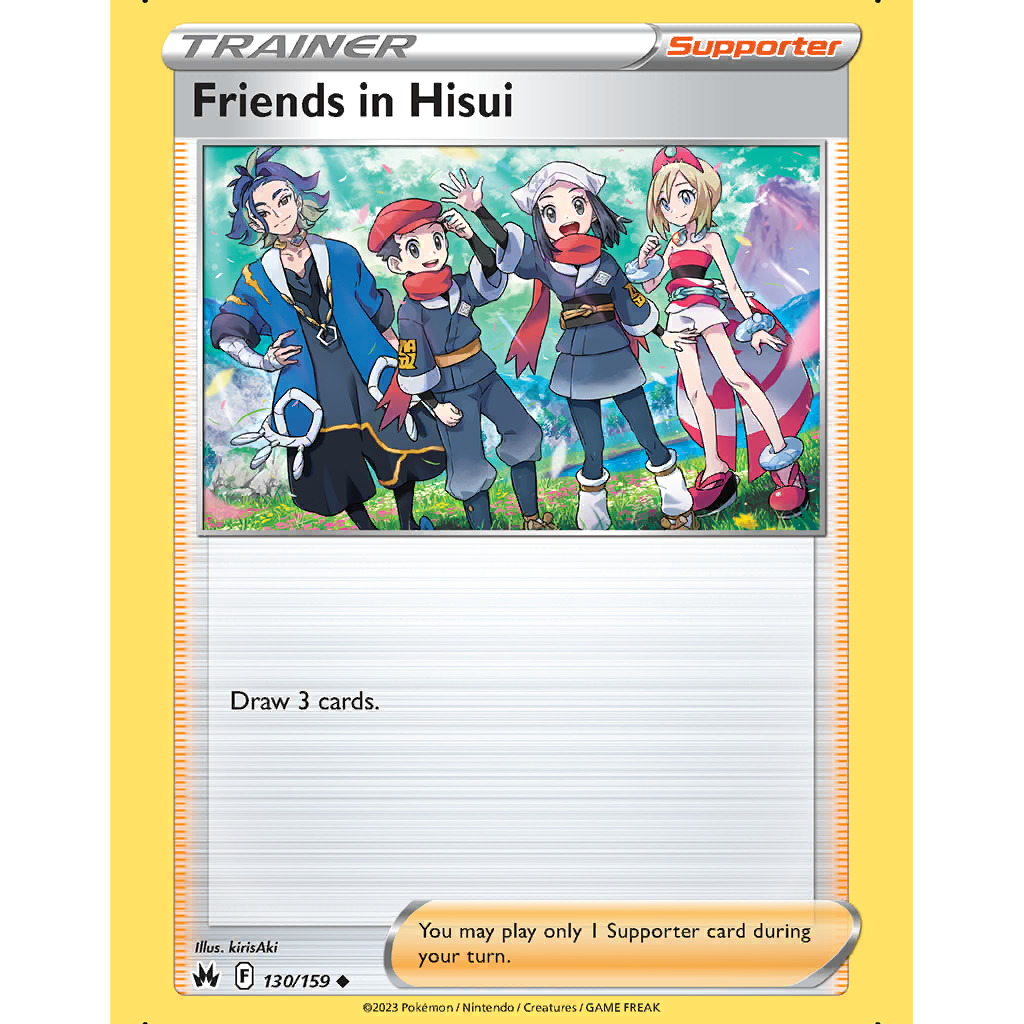 TRAINER
Supporter
Friends in Hisui
Draw 3 cards.
You may play only 1 Supporter card during
your turn.
Illus. kirisAki
F 130/159
©2023 Pokémon / Nintendo / Creatures / GAME FREAK